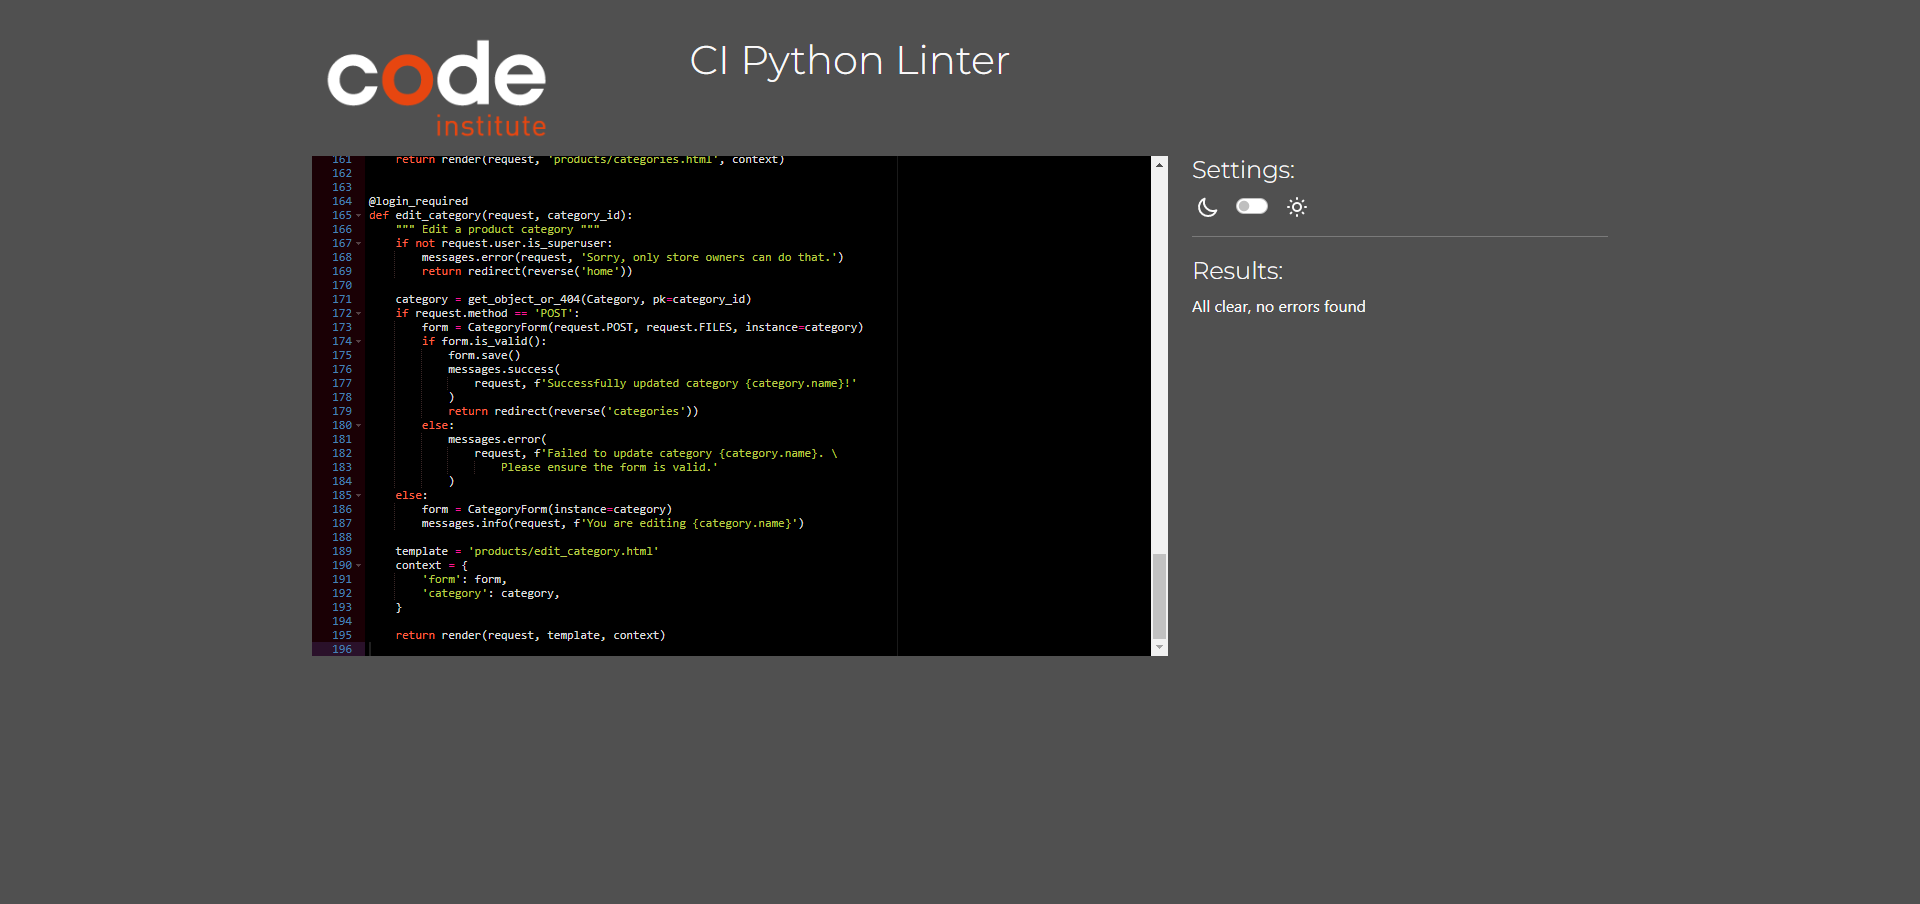 code
institute
CI Python Linter
161     return render(request, 'products/categories.html', context)
162
163
164 @login_required
165 def edit_category(request, category_id):
166     """ Edit a product category """
167     if not request.user.is_superuser:
168         messages.error(request, 'Sorry, only store owners can do that.')
169         return redirect(reverse('home'))
170
171     category = get_object_or_404(Category, pk=category_id)
172     if request.method == 'POST':
173         form = CategoryForm(request.POST, request.FILES, instance=category)
174         if form.is_valid():
175             form.save()
176             messages.success(
177                 request, f'Successfully updated category {category.name}!'
178             )
179             return redirect(reverse('categories'))
180         else:
181             messages.error(
182                 request, f'Failed to update category {category.name}. \
183                     Please ensure the form is valid.'
184             )
185     else:
186         form = CategoryForm(instance=category)
187         messages.info(request, f'You are editing {category.name}')
188
189     template = 'products/edit_category.html'
190     context = {
191         'form': form,
192         'category': category,
193     }
194
195     return render(request, template, context)
196
Settings:
Results:
All clear, no errors found